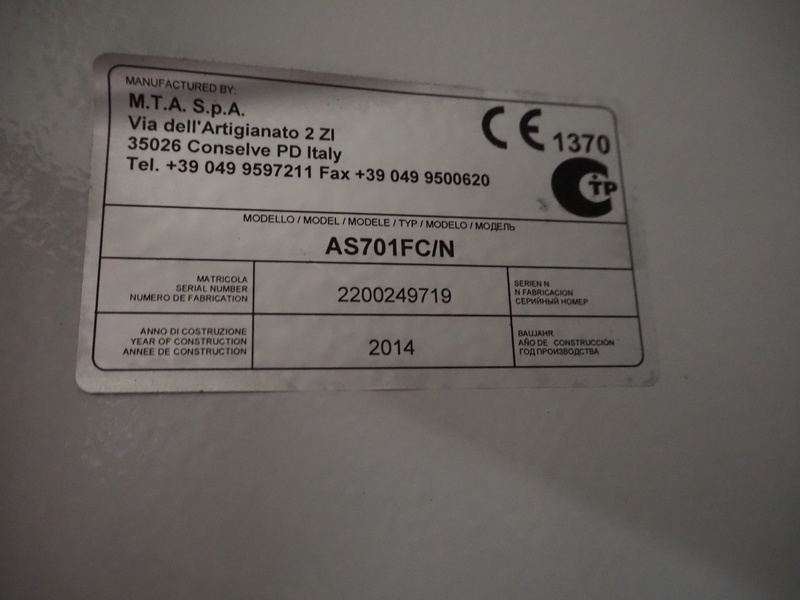 MANUFACTURED BY:
M.T.A. S.p.A.
Via dell'Artigianato 2 ZI
35026 Conselve PD Italy
Tel. +39 049 9597211 Fax +39 049 9500620
CE 1370
CTP
MODELLO / MODEL / MODELE / TYP / MODELO / МОДЕЛЬ
AS701FC/N
MATRICOLA
SERIAL NUMBER
NUMERO DE FABRICATION
2200249719
SERIEN N
N FABRICACION
СЕРИЙНЫЙ НОМЕР
ANNO DI COSTRUZIONE
YEAR OF CONSTRUCTION
ANNEE DE CONSTRUCTION
2014
BAUJAHR
AÑO DE CONSTRUCCIÓN
ГОД ПРОИЗВОДСТВА